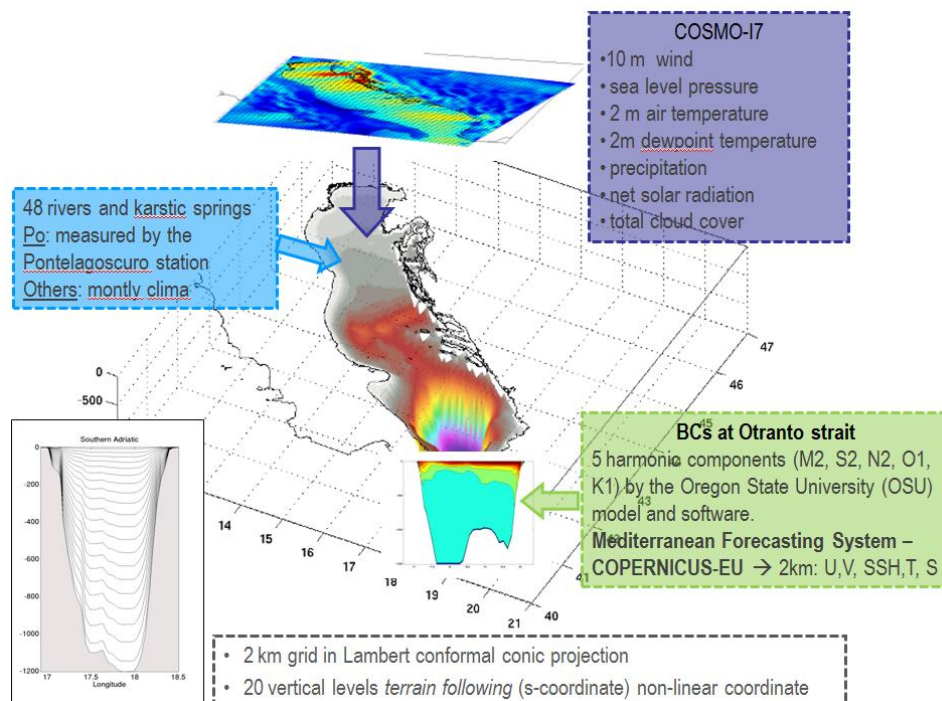 COSMO-I7
•10 m wind
•sea level pressure
•2 m air temperature
•2m dewpoint temperature
•precipitation
•net solar radiation
•total cloud cover
48 rivers and karstic springs
Po: measured by the
Pontelagoscuro station
Others: montly clima
0
-500
47
46
45
44
43
42
41
40
14
15
16
17
18
19
20
21
BCs at Otranto strait
5 harmonic components (M2, S2, N2, O1,
K1) by the Oregon State University (OSU)
model and software.
Mediterranean Forecasting System –
COPERNICUS-EU → 2km: U,V, SSH,T, S
Southern Adriatic
0
-200
-400
-600
-800
-1000
-1200
17
17.5
18
18.5
Longitude
• 2 km grid in Lambert conformal conic projection
• 20 vertical levels terrain following (s-coordinate) non-linear coordinate